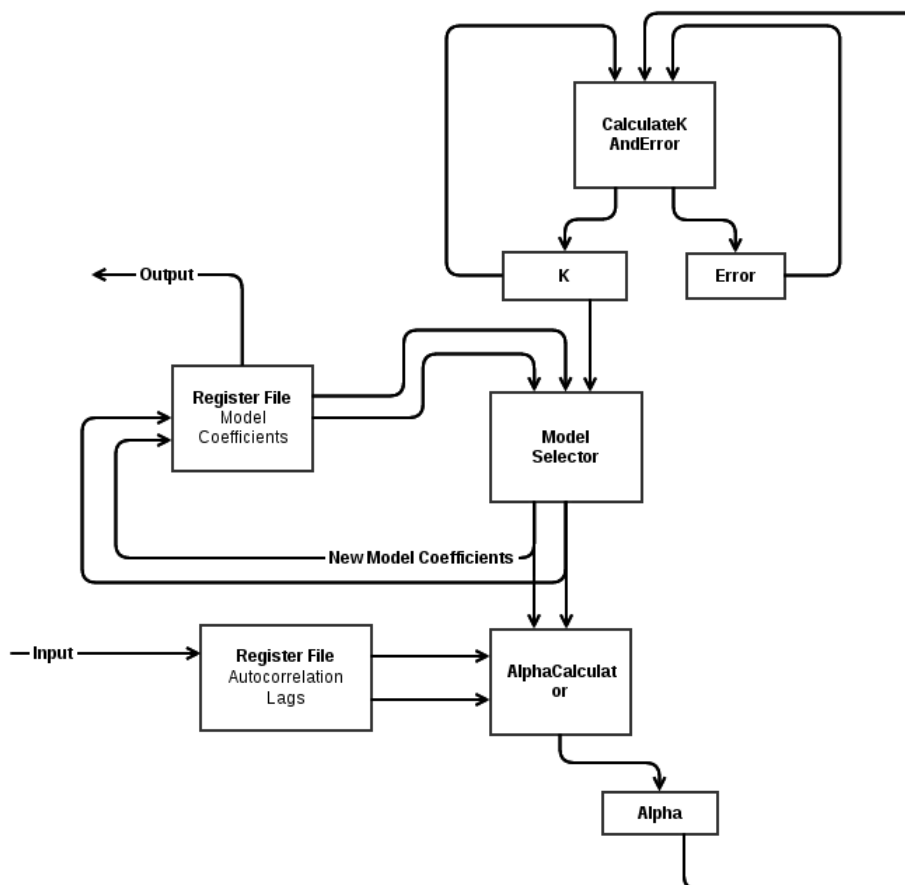 CalculateK
AndError
K
Error
Output
Register File
Model
Coefficients
Model
Selector
New Model Coefficients
Input
Register File
Autocorrelation
Lags
AlphaCalculat
or
Alpha